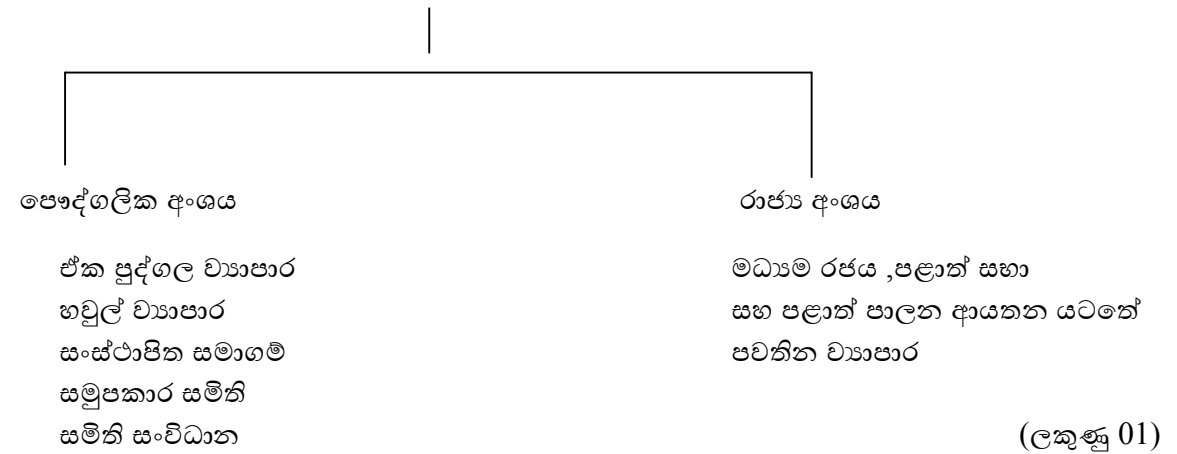 පෞද්ගලික අංශය
ඒක පුද්ගල ව්‍යාපාර
හවුල් ව්‍යාපාර
සංස්ථාපිත සමාගම්
සමුපකාර සමිති
සමිති සංවිධාන
රාජ්‍ය අංශය
මධ්‍යම රජය ,පළාත් සභා
සහ පළාත් පාලන ආයතන යටතේ
පවතින ව්‍යාපාර
(ලකුණු 01)